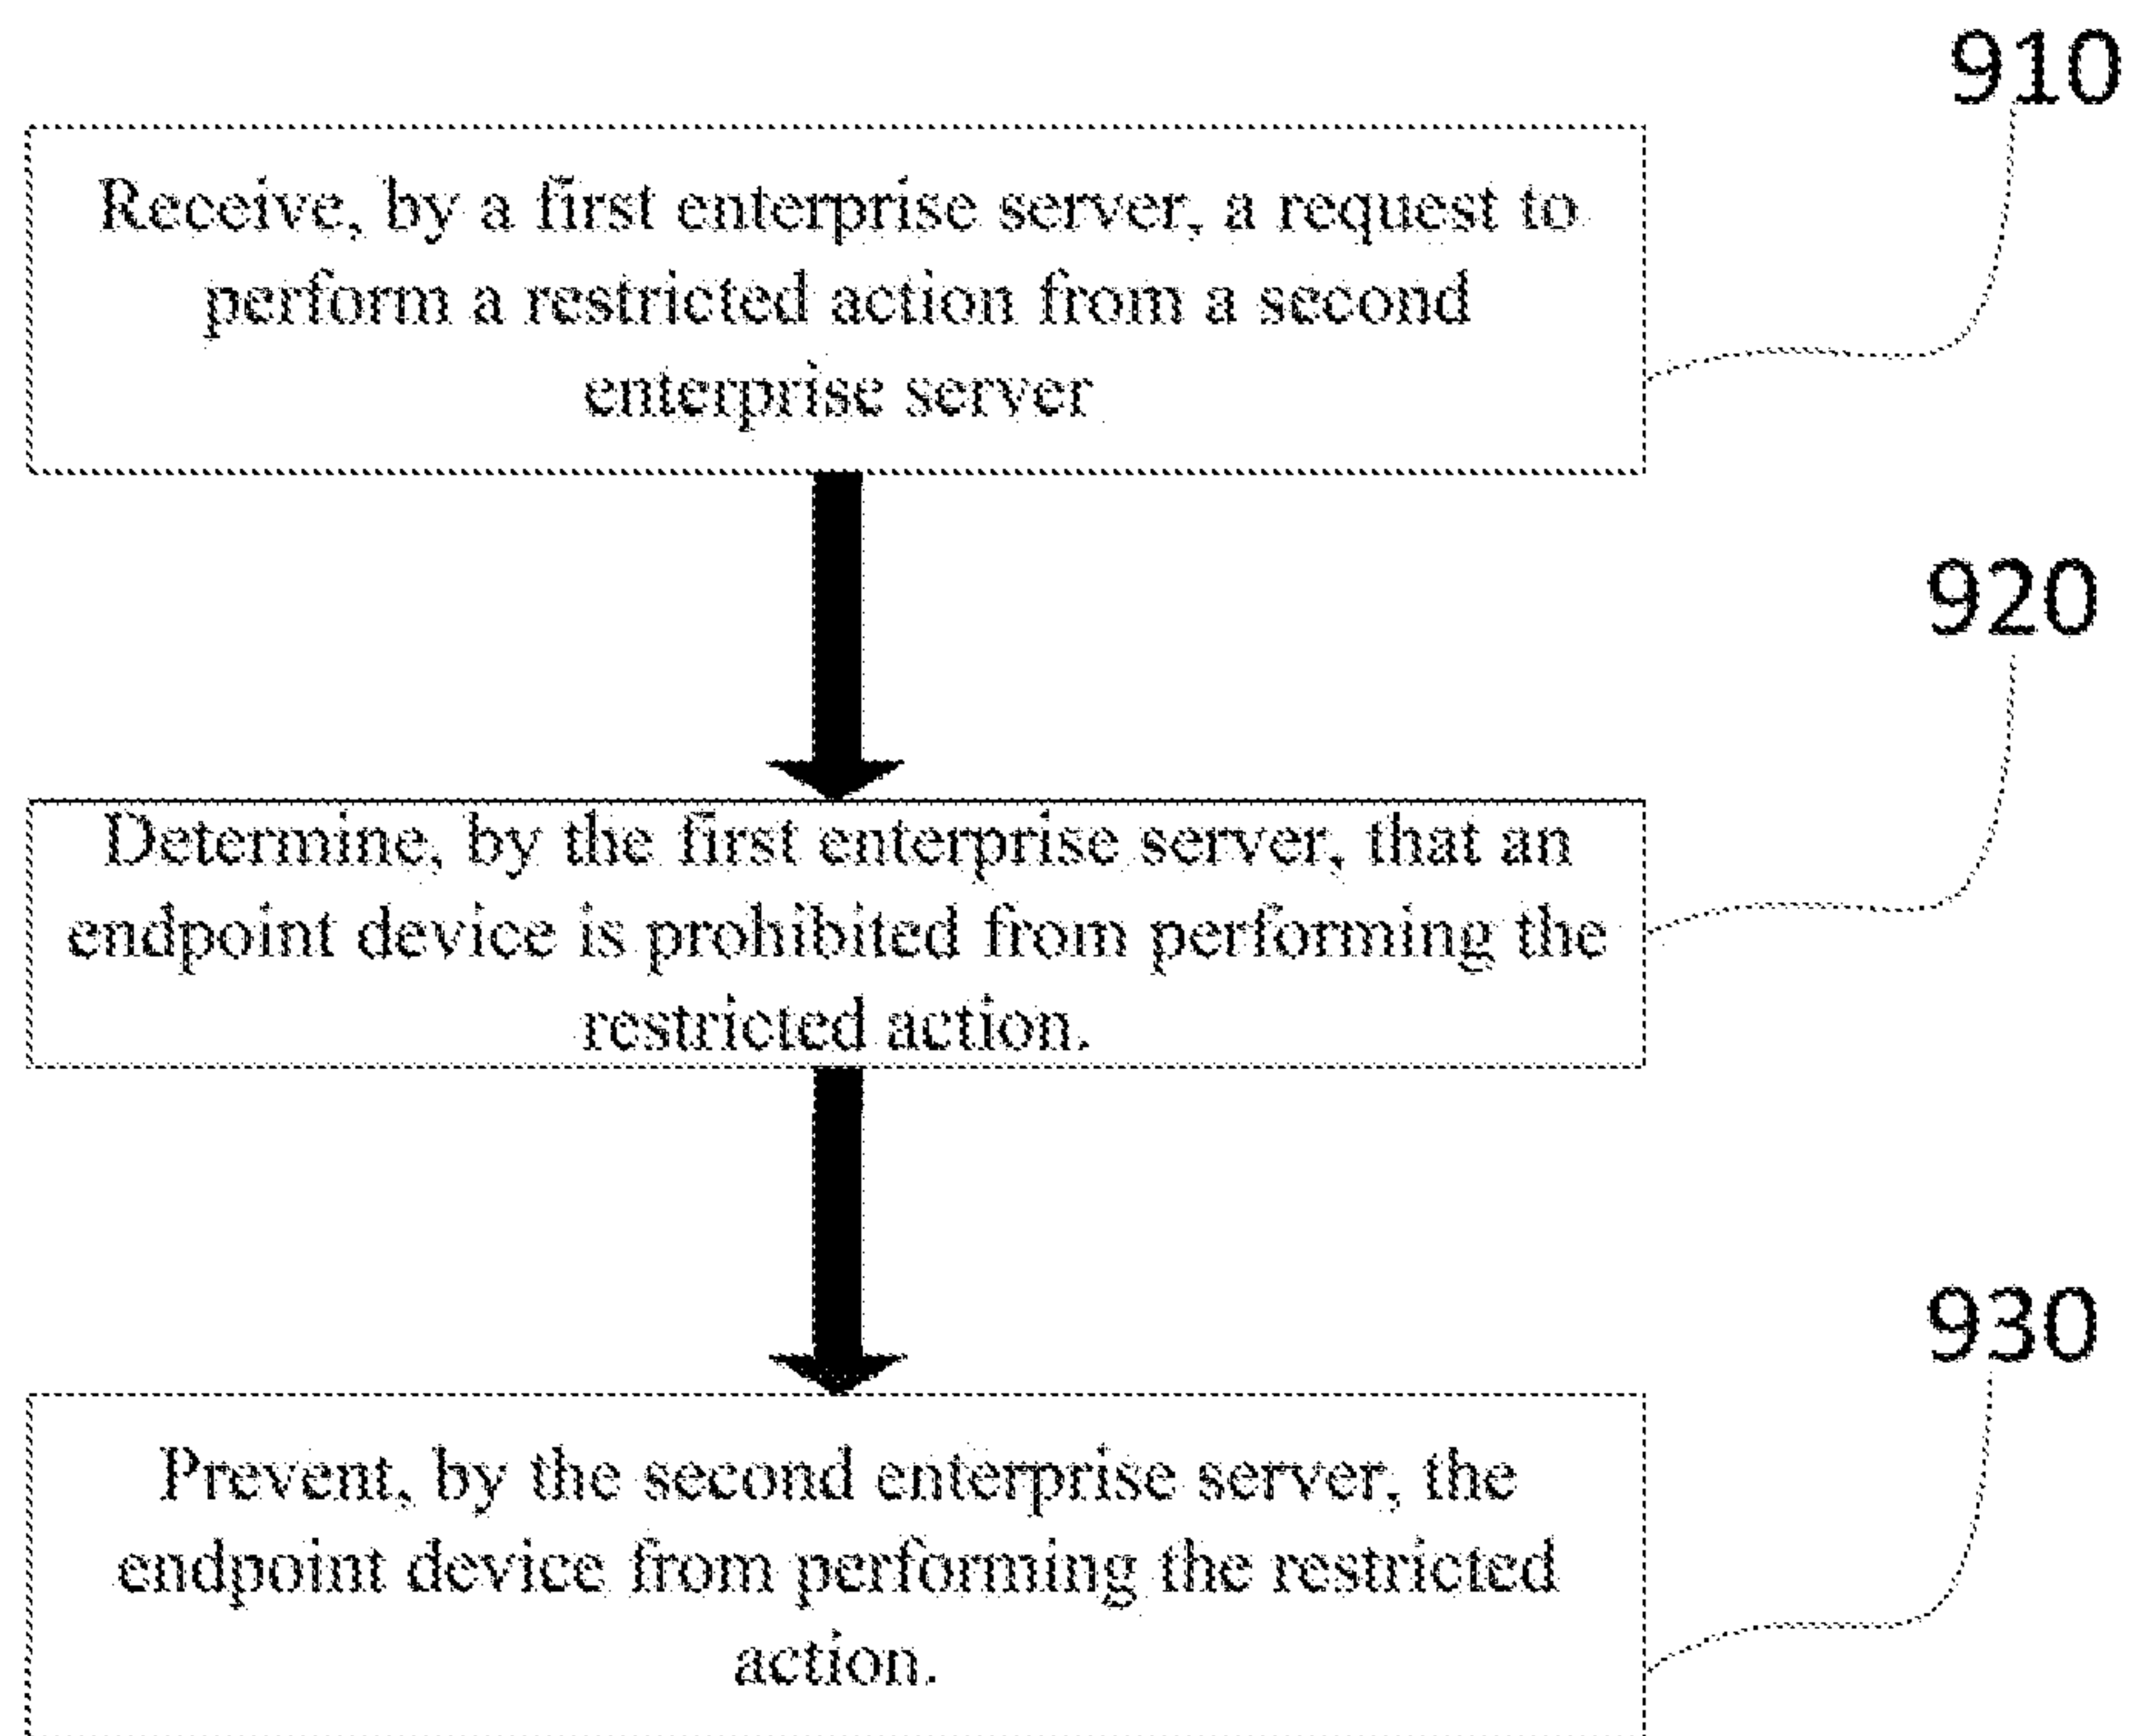 910
Receive, by a first enterprise server, a request to
perform a restricted action from a second
enterprise server
920
Determine, by the first enterprise server, that an
endpoint device is prohibited from performing the
restricted action.
930
Prevent, by the second enterprise server, the
endpoint device from performing the restricted
action.